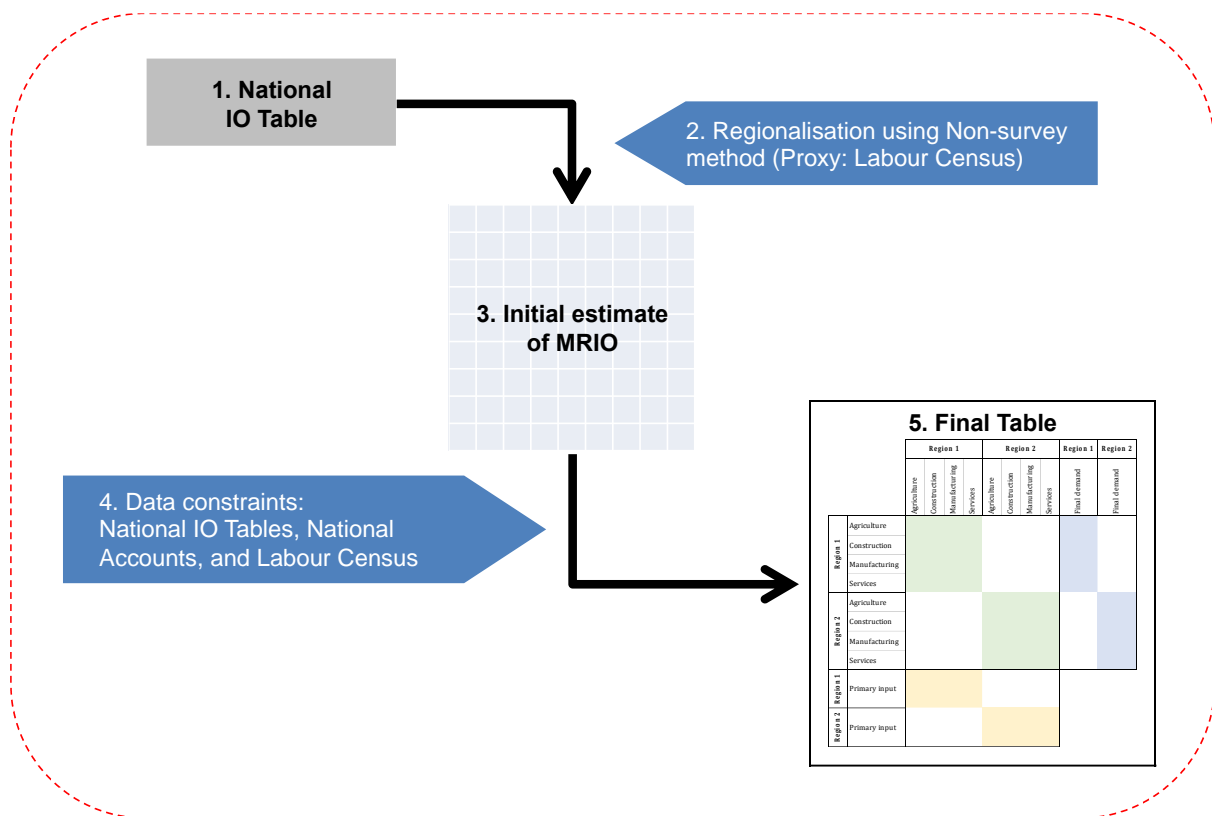 1. National
IO Table
2. Regionalisation using Non-survey
method (Proxy: Labour Census)
3. Initial estimate
of MRIO
4. Data constraints:
National IO Tables, National
Accounts, and Labour Census
5. Final Table
Region 1 Region 2 Region 1 Region 2
Agriculture Construction Manufacturing Services Agriculture Construction Manufacturing Services Final demand Final demand
Region 1
Agriculture
Construction
Manufacturing
Services
Region 2
Agriculture
Construction
Manufacturing
Services
Region 1
Primary input
Region 2
Primary input